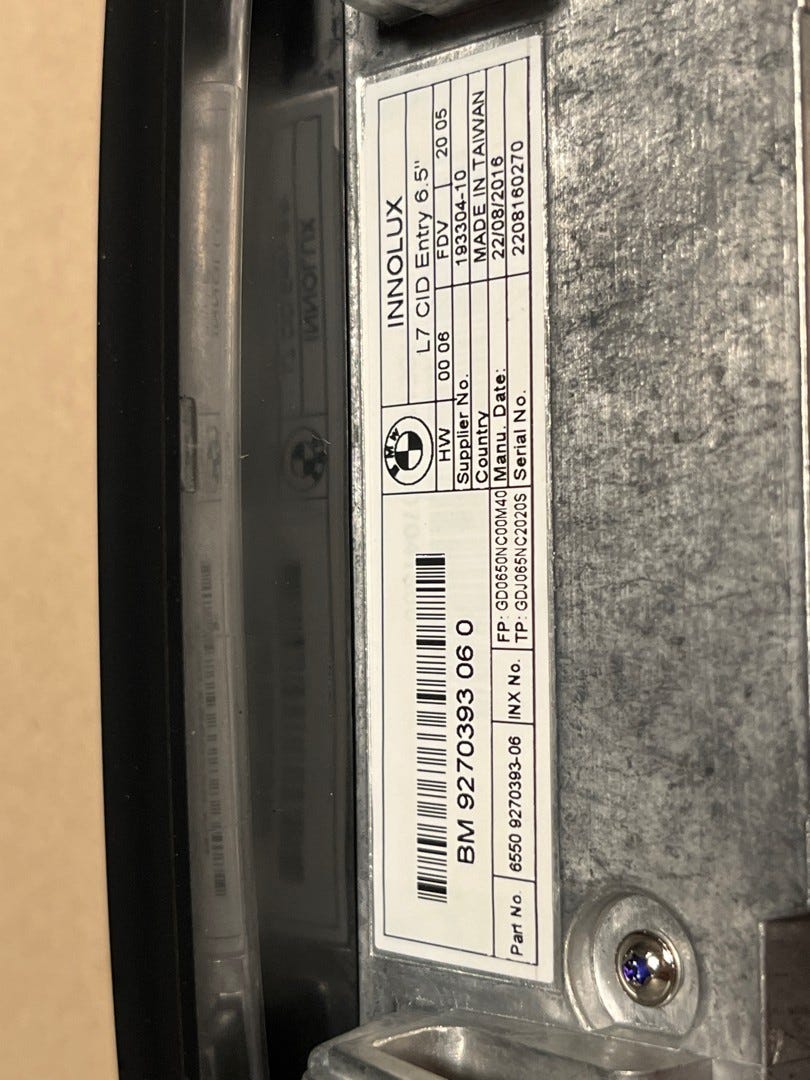 BM 9270393 06 0
Part No. 6550 9270393-06 INX No. FP: GD0650NC00M40
TP: GDJ065NC2020S
BMW
INNOLUX
L7 CID Entry 6.5"
HW 00 06 FDV 20 05
Supplier No. 193304-10
Country MADE IN TAIWAN
Manu. Date: 22/08/2016
Serial No. 2208160270
INNOLUX